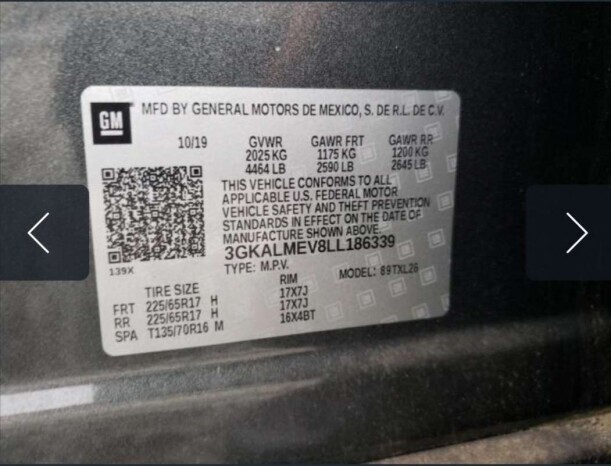 GM
MFD BY GENERAL MOTORS DE MEXICO, S. DE R.L. DE C.V.
10/19 GVWR GAWR FRT GAWR RR
2025 KG 1175 KG 1200 KG
4464 LB 2590 LB 2645 LB
THIS VEHICLE CONFORMS TO ALL
APPLICABLE U.S. FEDERAL MOTOR
VEHICLE SAFETY AND THEFT PREVENTION
STANDARDS IN EFFECT ON THE DATE OF
MANUFACTURE SHOWN ABOVE.
3GKALMEV8LL186339
139X
TYPE: M.P.V. MODEL: 89TXL26
TIRE SIZE RIM
FRT 225/65R17 H 17X7J
RR 225/65R17 H 17X7J
SPA T135/70R16 M 16X4BT